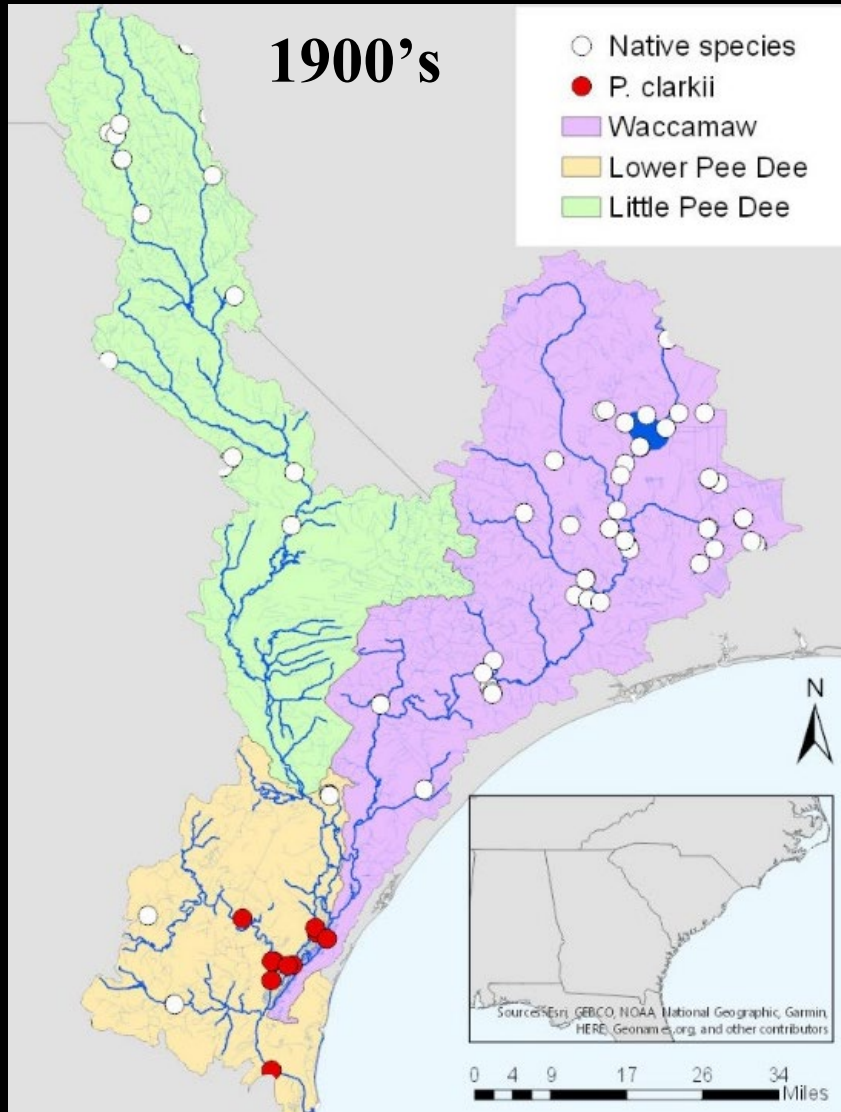 1900’s
Native species
P. clarkii
Waccamaw
Lower Pee Dee
Little Pee Dee
N
Sources: Esri, GEBCO, NOAA, National Geographic, Garmin,
HERE, Geonames.org, and other contributors
0 4 9 17 26 34
Miles